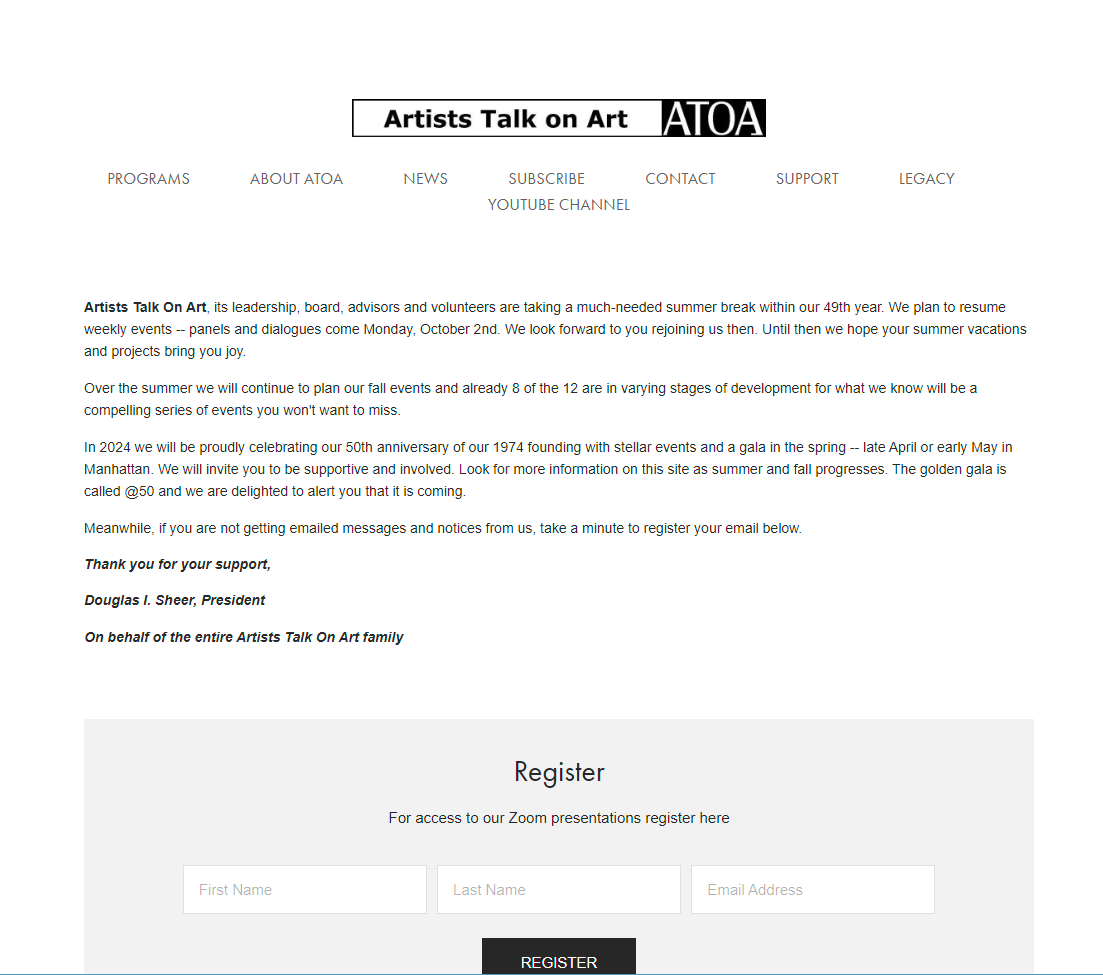 Artists Talk on Art ATOA
PROGRAMS ABOUT ATOA NEWS SUBSCRIBE CONTACT SUPPORT LEGACY
YOUTUBE CHANNEL
Artists Talk On Art, its leadership, board, advisors and volunteers are taking a much-needed summer break within our 49th year. We plan to resume
weekly events -- panels and dialogues come Monday, October 2nd. We look forward to you rejoining us then. Until then we hope your summer vacations
and projects bring you joy.
Over the summer we will continue to plan our fall events and already 8 of the 12 are in varying stages of development for what we know will be a
compelling series of events you won't want to miss.
In 2024 we will be proudly celebrating our 50th anniversary of our 1974 founding with stellar events and a gala in the spring -- late April or early May in
Manhattan. We will invite you to be supportive and involved. Look for more information on this site as summer and fall progresses. The golden gala is
called @50 and we are delighted to alert you that it is coming.
Meanwhile, if you are not getting emailed messages and notices from us, take a minute to register your email below.
Thank you for your support,
Douglas I. Sheer, President
On behalf of the entire Artists Talk On Art family
Register
For access to our Zoom presentations register here
First Name Last Name Email Address
REGISTER